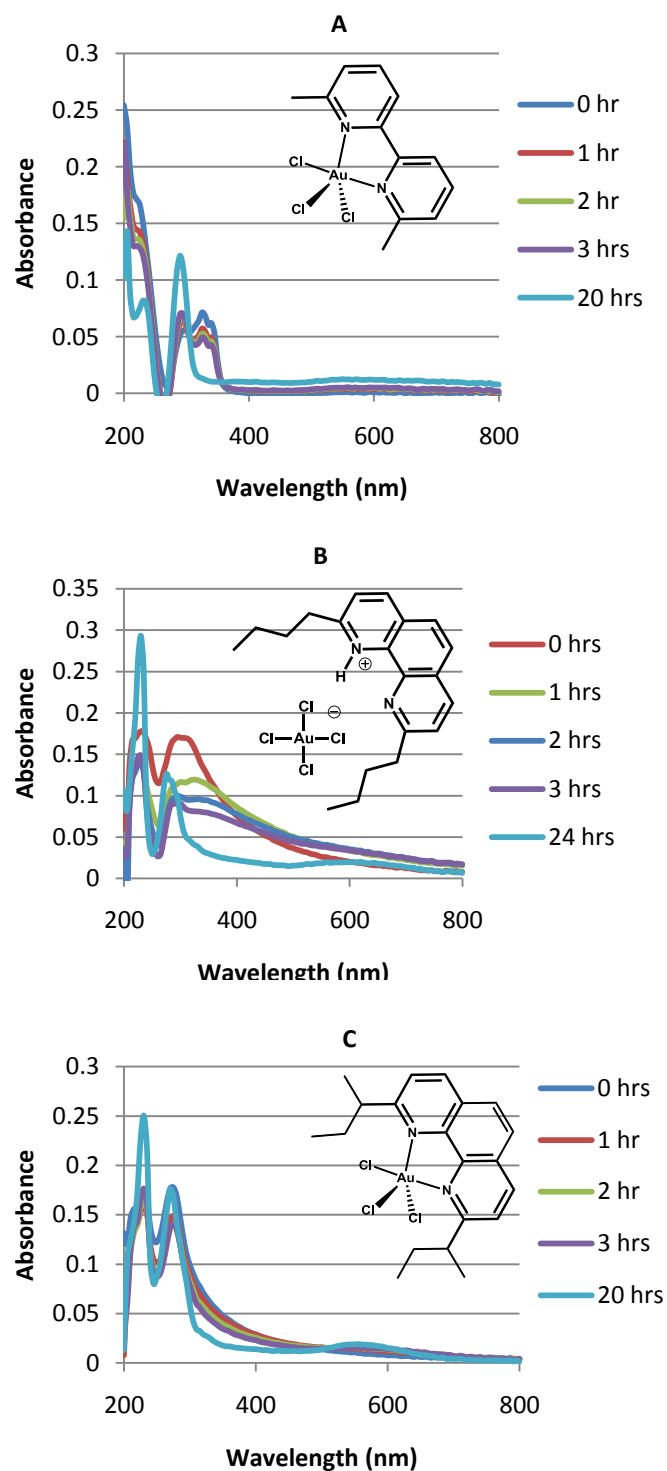 A
0.3
0.25
0.2
0.15
0.1
0.05
0
Absorbance
200
400
600
800
Wavelength (nm)
N
N
Au
Cl
Cl
Cl
0 hr
1 hr
2 hr
3 hrs
20 hrs
B
0.35
0.3
0.25
0.2
0.15
0.1
0.05
0
Absorbance
200
400
600
800
Wavelength (nm)
N
H
+
N
Cl
−
Cl Au Cl
Cl
0 hrs
1 hrs
2 hrs
3 hrs
24 hrs
C
0.3
0.25
0.2
0.15
0.1
0.05
0
Absorbance
200
400
600
800
Wavelength (nm)
N
Cl
Au
N
Cl
Cl
0 hrs
1 hr
2 hr
3 hrs
20 hrs